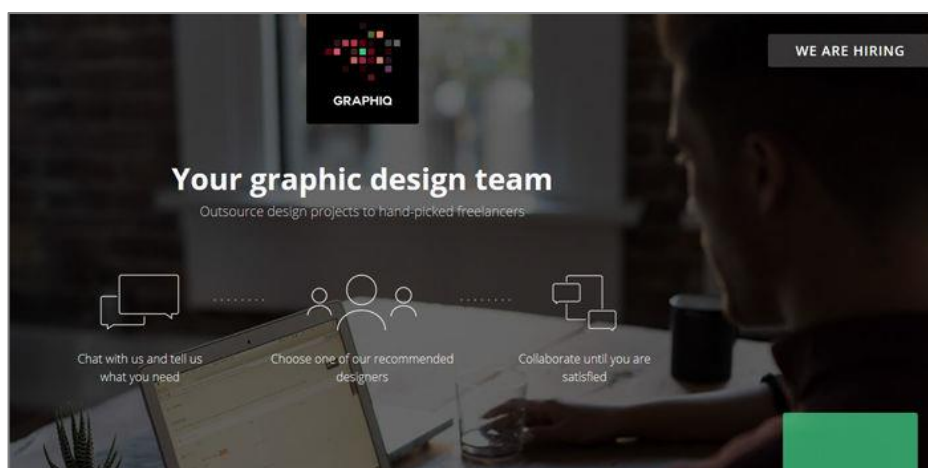 GRAPHIQ
WE ARE HIRING
Your graphic design team
Outsource design projects to hand-picked freelancers
Chat with us and tell us
what you need
Choose one of our recommended
designers
Collaborate until you are
satisfied